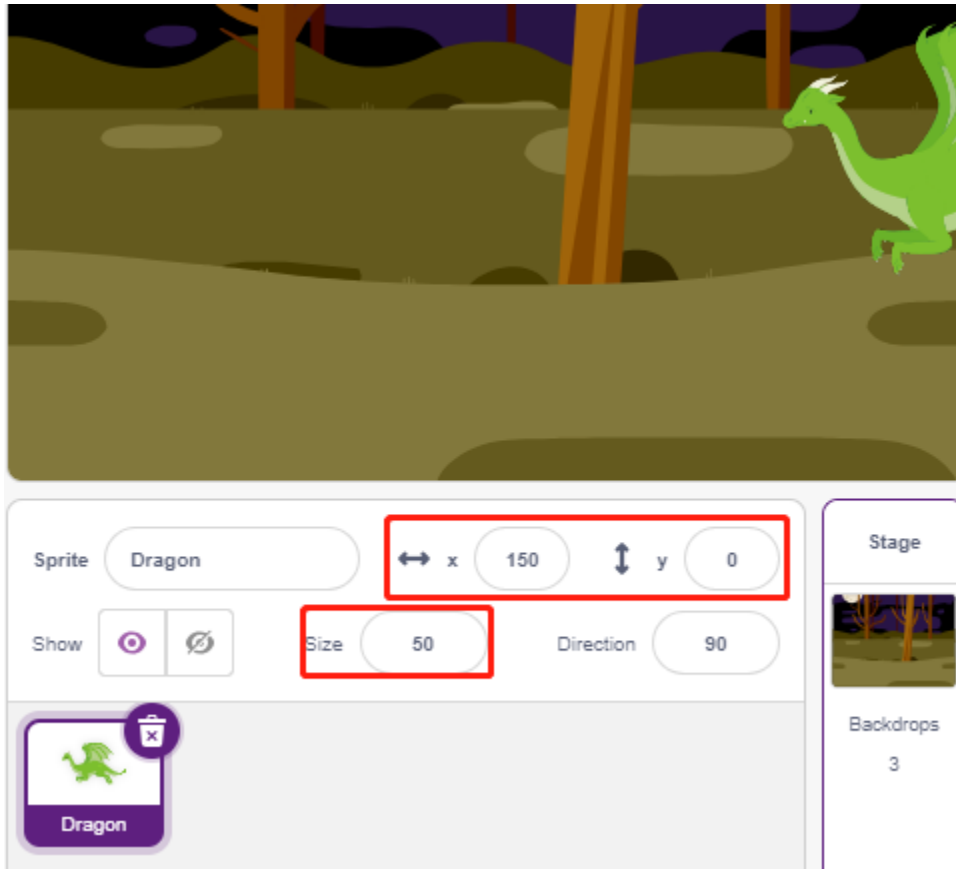 Sprite Dragon x 150 y 0
Show Size 50 Direction 90
Dragon
Stage
Backdrops
3